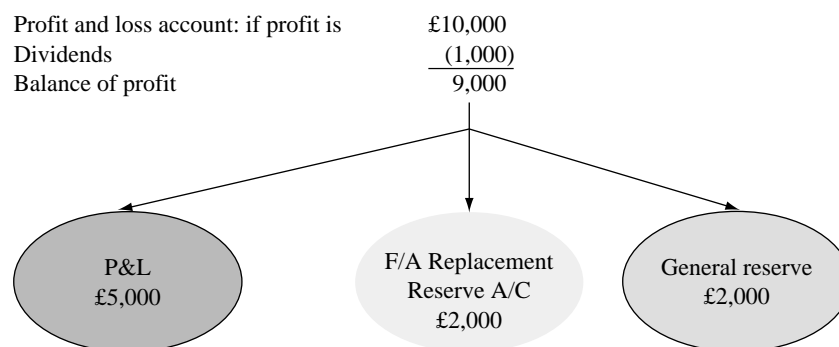 Profit and loss account: if profit is £10,000
Dividends (1,000)
Balance of profit 9,000
P&L
£5,000
F/A Replacement
Reserve A/C
£2,000
General reserve
£2,000